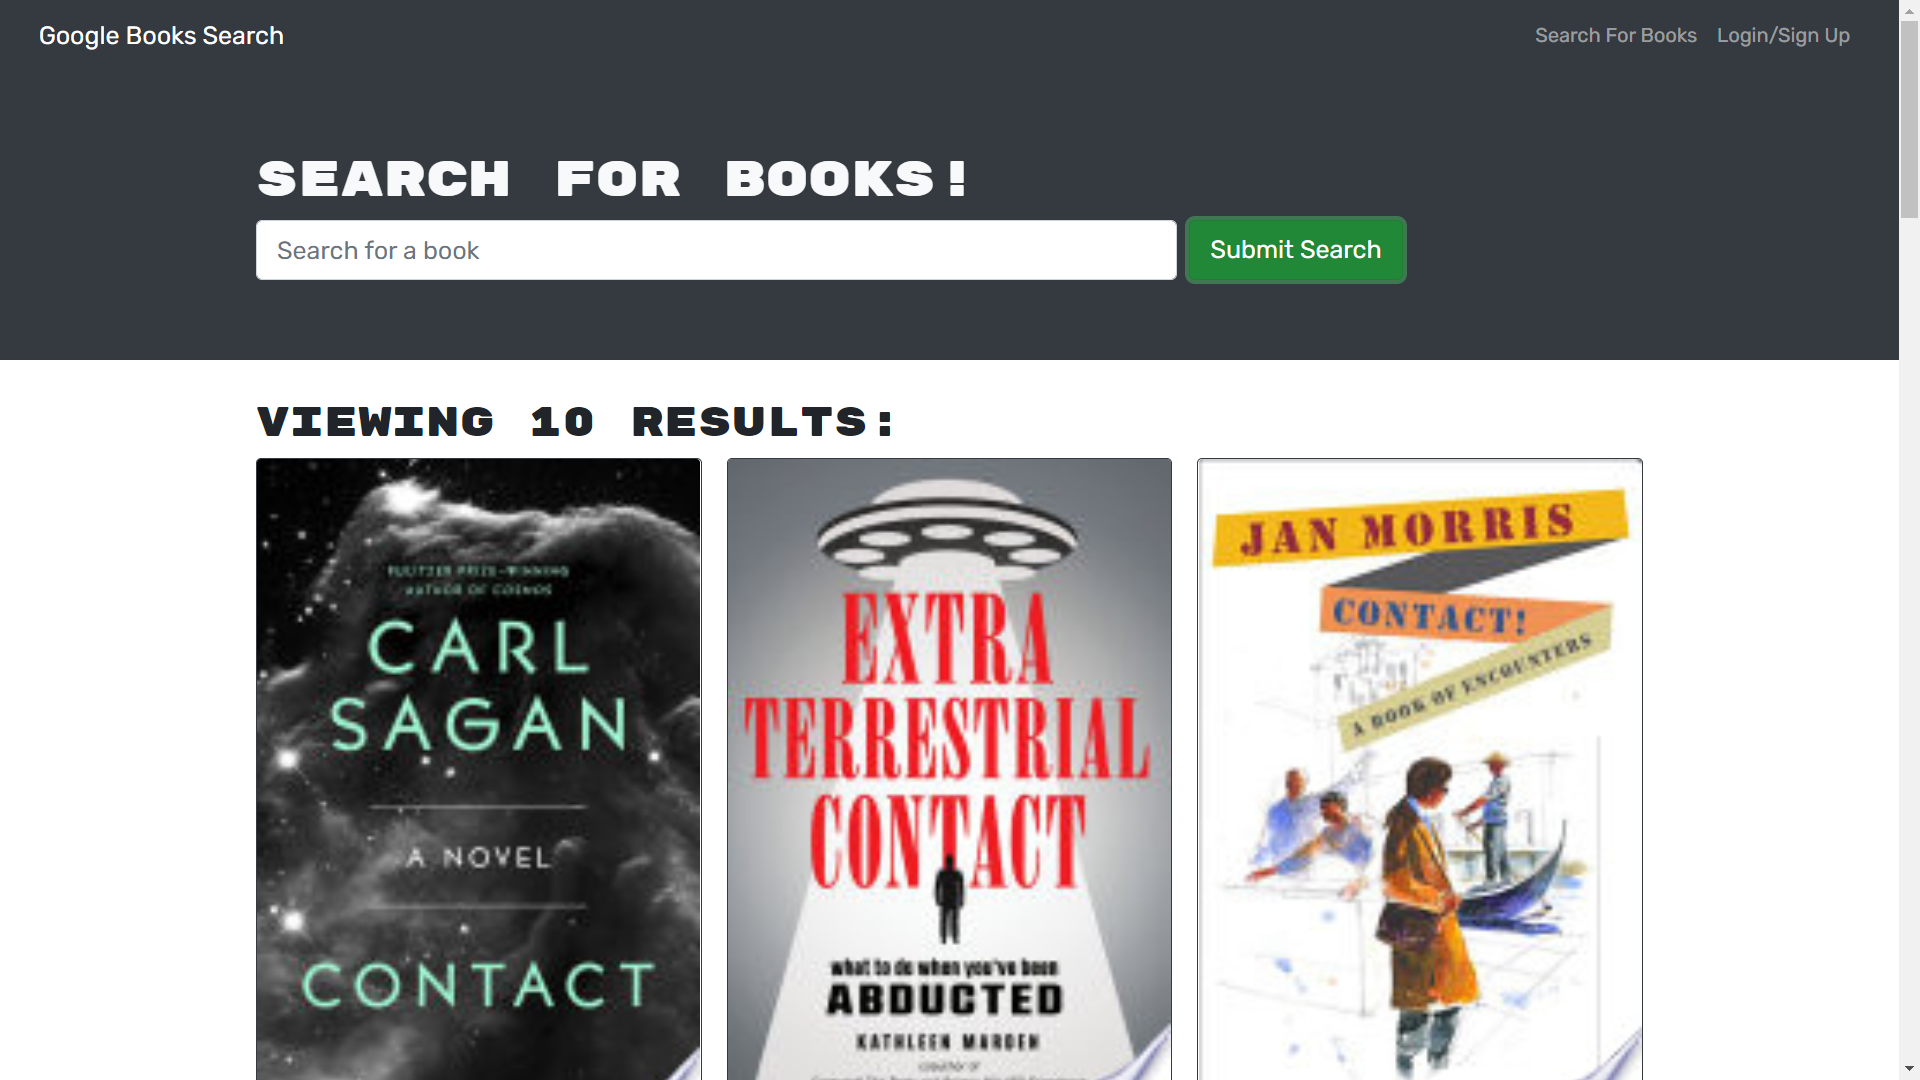 Google Books Search
Search For Books
Login/Sign Up
SEARCH FOR BOOKS!
Search for a book
Submit Search
VIEWING 10 RESULTS:
PULITZER PRIZE-WINNING
AUTHOR OF COSMOS
CARL
SAGAN
A NOVEL
CONTACT
EXTRA
TERRESTRIAL
CONTACT
what to do when you've been
ABDUCTED
KATHLEEN MARDEN
coauthor of
JAN MORRIS
CONTACT!
A BOOK OF ENCOUNTERS